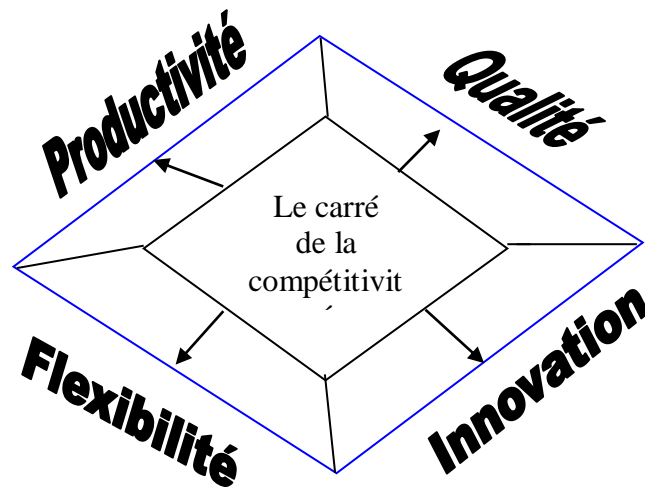 Productivité
Qualité
Le carré
de la
compétitivit
Flexibilité
Innovation